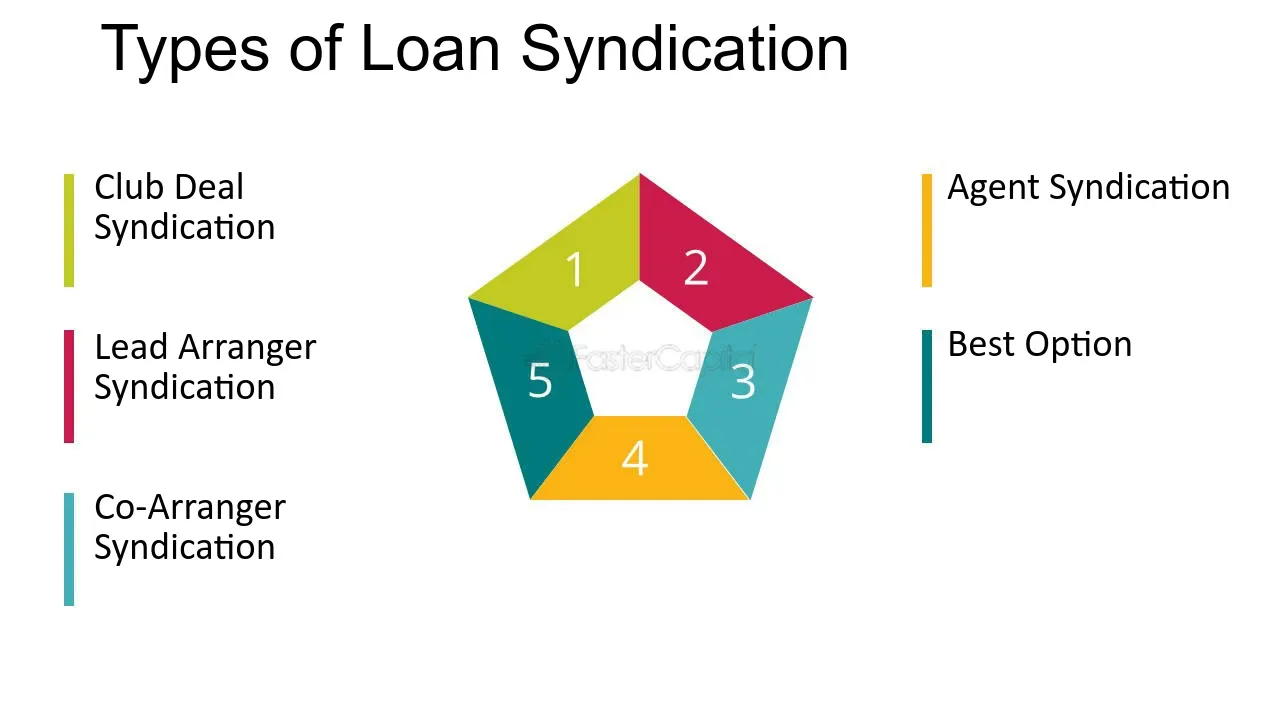 Types of Loan Syndication
Club Deal
Syndication
Lead Arranger
Syndication
Co-Arranger
Syndication
1
2
3
4
5
FasterCapital
Agent Syndication
Best Option